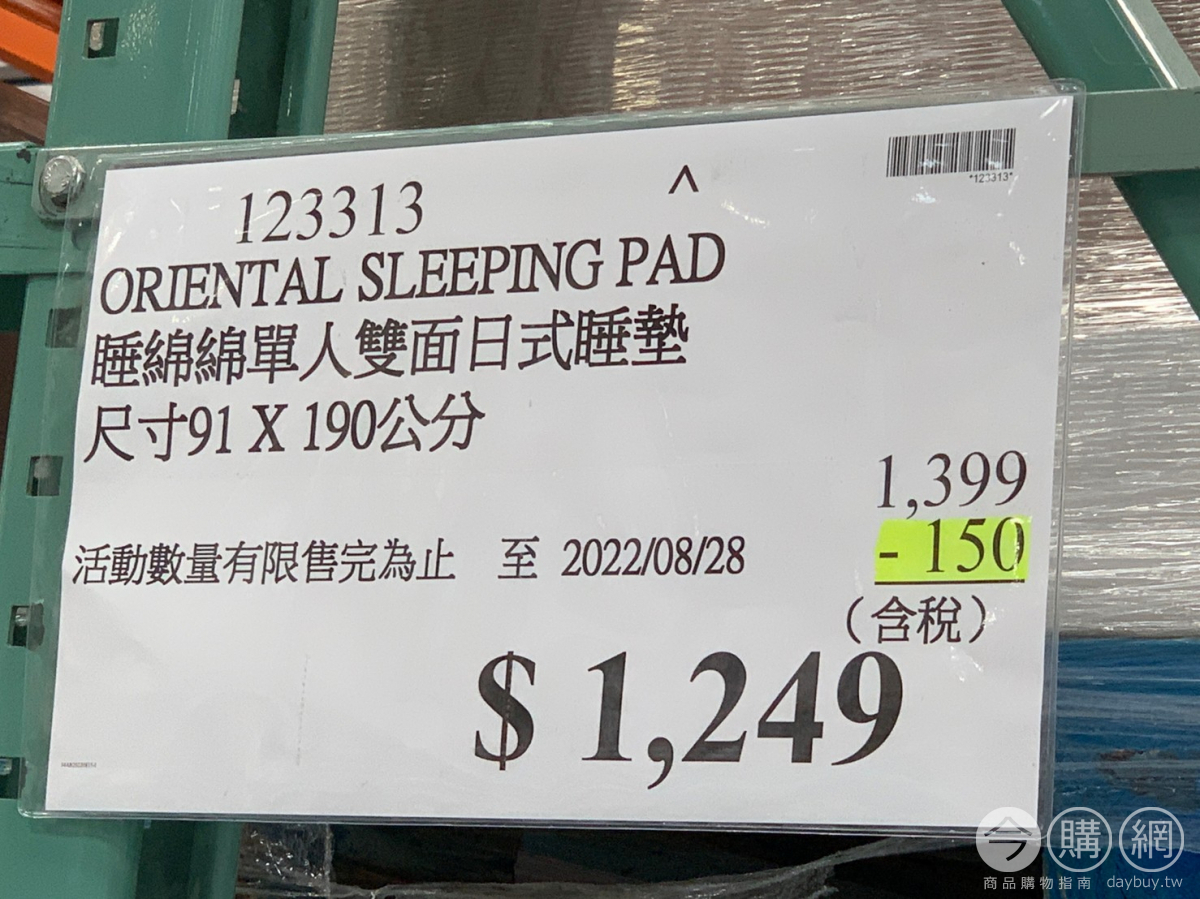 123313
^
*123313*
ORIENTAL SLEEPING PAD
睡綿綿單人雙面日式睡墊
尺寸91 X 190公分
1,399
- 150
活動數量有限售完為止 至 2022/08/28
(含稅)
$ 1,249
今購網
商品購物指南 daybuy.tw